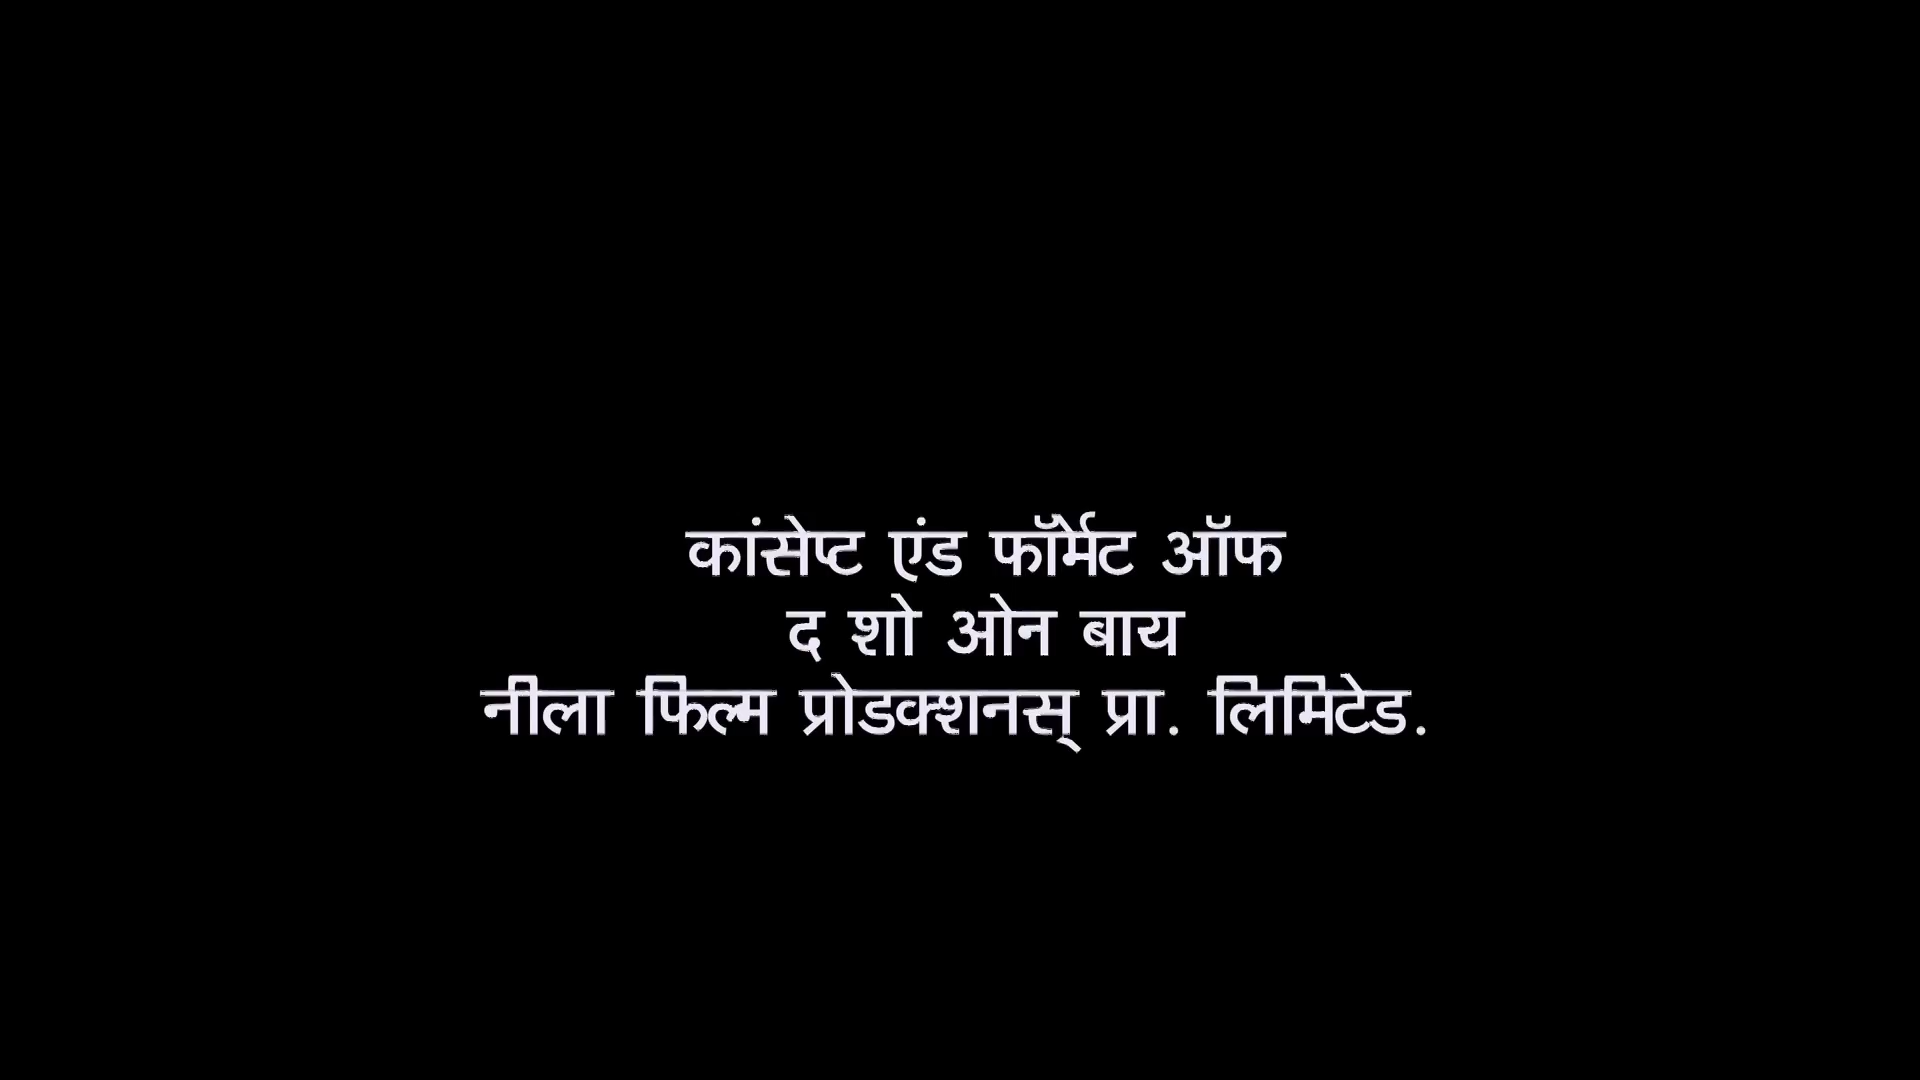 कांसेप्ट एंड फॉर्मेट ऑफ
द शो ओन बाय
नीला फिल्म प्रोडक्शनस् प्रा. लिमिटेड.